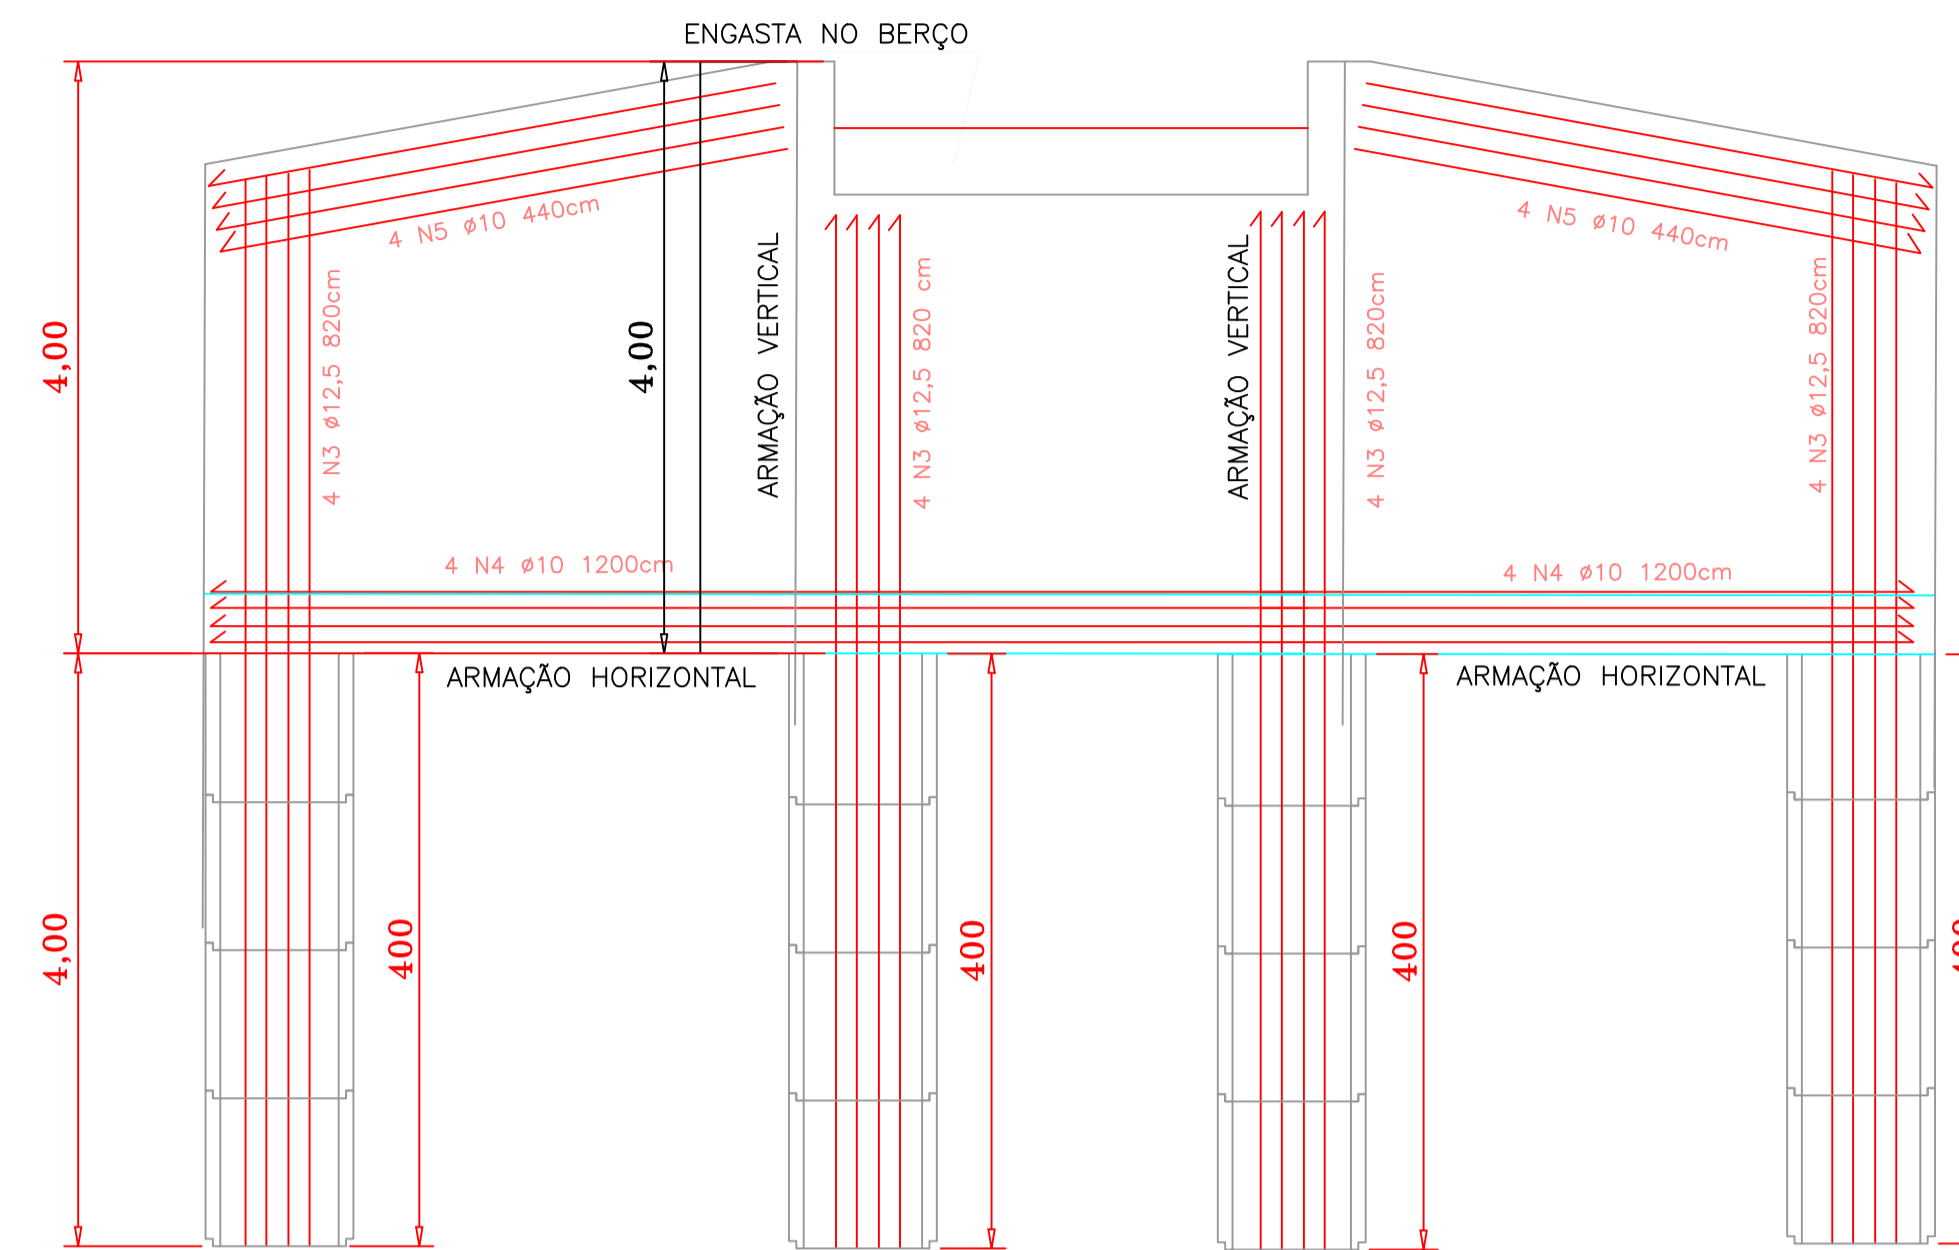 ENGASTA NO BERÇO
4 N5 ø10 440cm
4 N5 ø10 440cm
4,00
4,00
4 N3 ø12,5 820cm
ARMAÇÃO VERTICAL
4 N3 ø12,5 820 cm
ARMAÇÃO VERTICAL
4 N3 ø12,5 820cm
4 N3 ø12,5 820cm
4 N4 ø10 1200cm
4 N4 ø10 1200cm
ARMAÇÃO HORIZONTAL
ARMAÇÃO HORIZONTAL
4,00
400
400
400